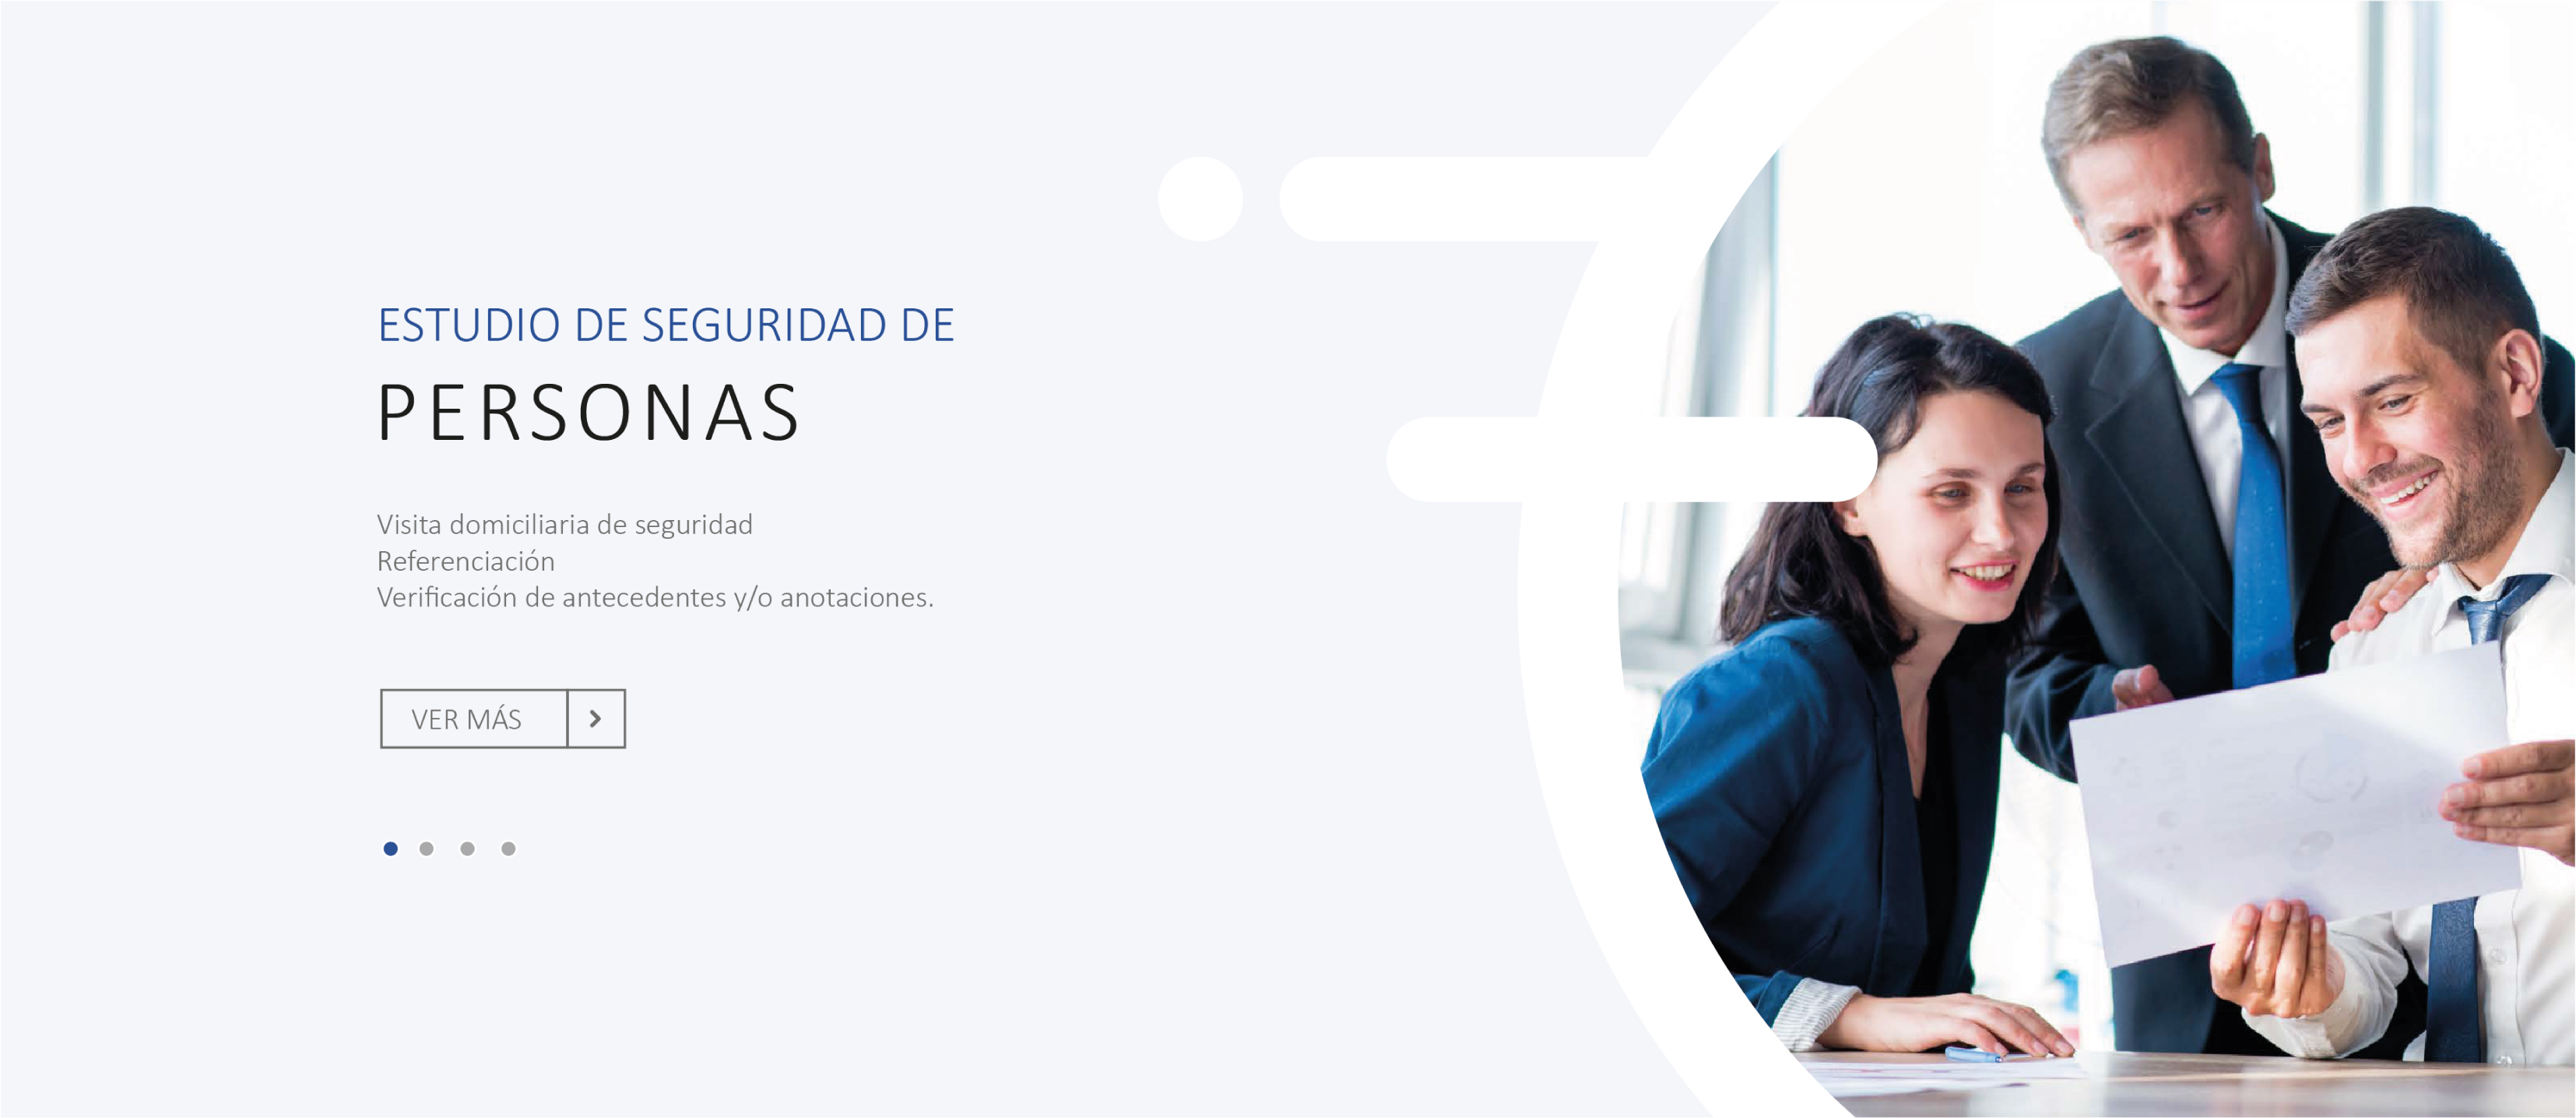 ESTUDIO DE SEGURIDAD DE
PERSONAS
Visita domiciliaria de seguridad
Referenciación
Verificación de antecedentes y/o anotaciones.
VER MÁS